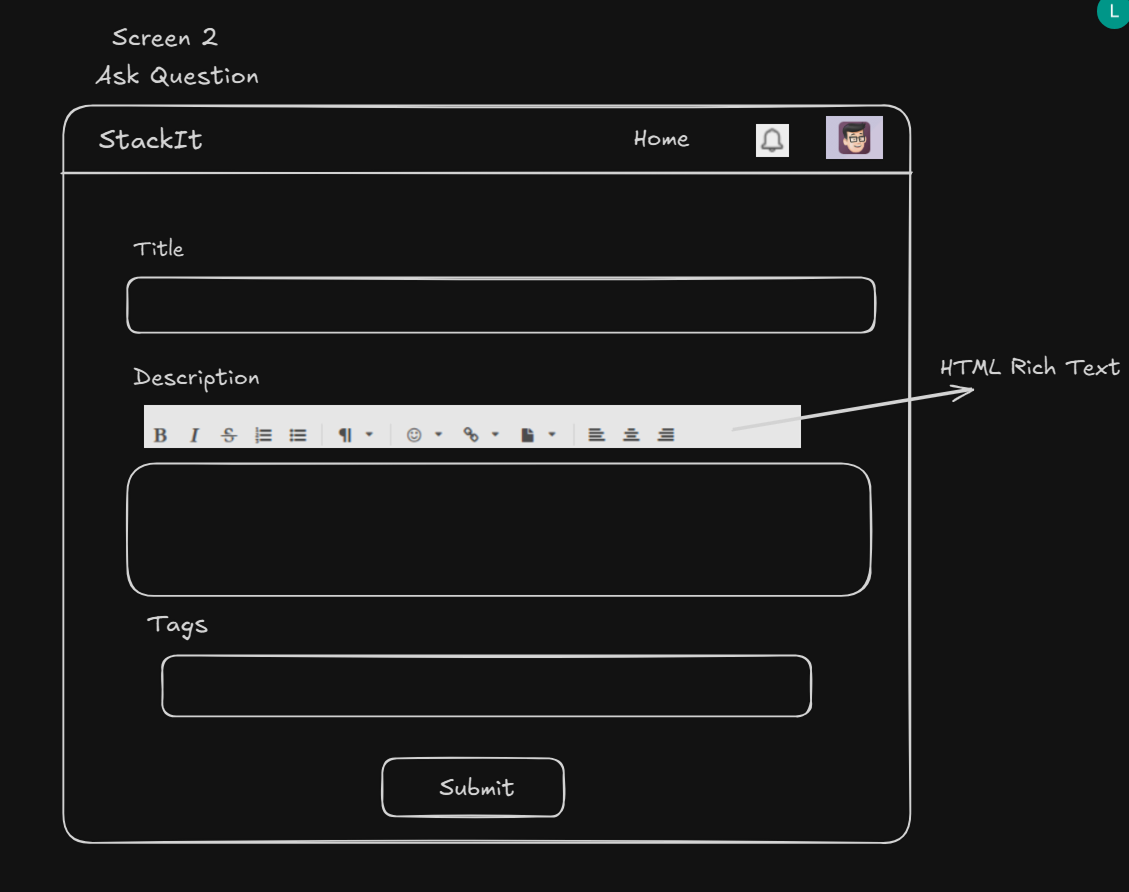 L
Screen 2
Ask Question
StackIt
Home
Title
Description
HTML Rich Text
B I S
Tags
Submit